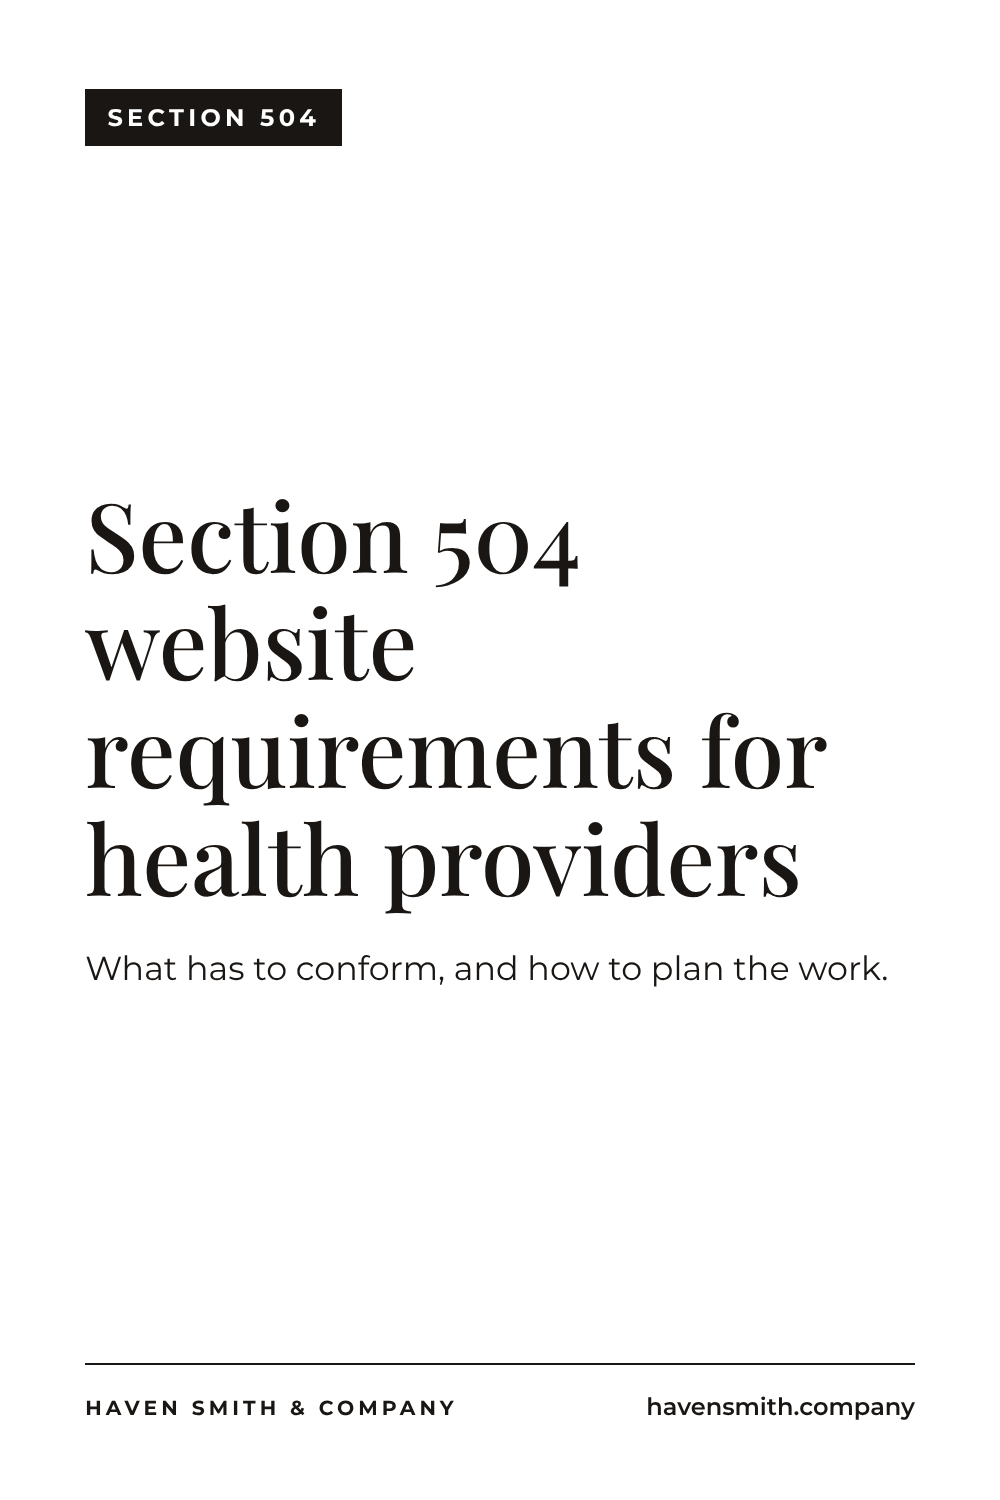 SECTION 504
Section 504
website
requirements for
health providers
What has to conform, and how to plan the work.
HAVEN SMITH & COMPANY
havensmith.company